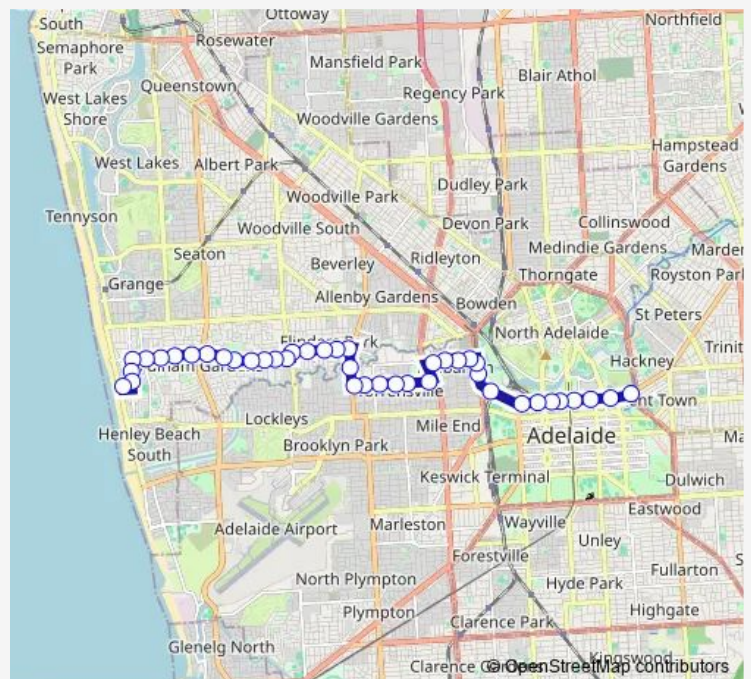 Ottoway
South
Northfield
Semaphore
Park
Rosewater
Mansfield Park
Blair Athol
Queenstown
Regency Park
West Lakes
Shore
Woodville Gardens
Hampstead
Gardens
West Lakes
Albert Park
Dudley Park
Woodville Park
Tennyson
Devon Park
Collinswood
Woodville South
Medindie Gardens
Seaton
Beverley
Ridleyton
Thorngate
Royston Park
Grange
Allenby Gardens
Bowden
St Peters
North Adelaide
Hackney
Lockleys
Mile End
Adelaide
Henley Beach
South
Brooklyn Park
Keswick Terminal
Dulwich
Eastwood
Adelaide Airport
Marleston
Wayville
Unley
Forestville
North Plympton
Hyde Park
Fullarton
Plympton
Highgate
Clarence Park
Glenelg North
Kingswood
© OpenStreetMap contributors